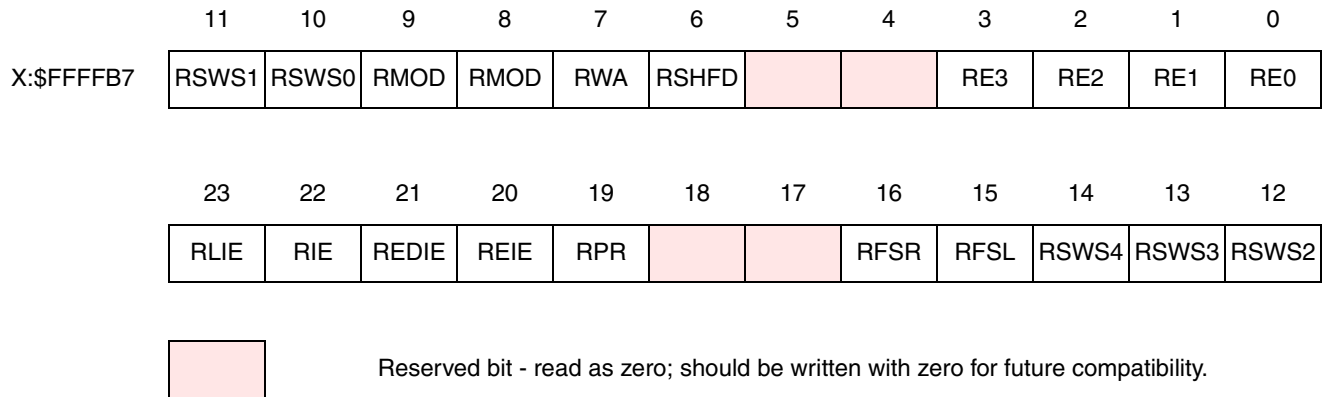 11 10 9 8 7 6 5 4 3 2 1 0
X:$FFFFB7 RSWS1 RSWS0 RMOD RMOD RWA RSHFD RE3 RE2 RE1 RE0
23 22 21 20 19 18 17 16 15 14 13 12
RLIE RIE REDIE REIE RPR RFSR RFSL RSWS4 RSWS3 RSWS2
Reserved bit - read as zero; should be written with zero for future compatibility.